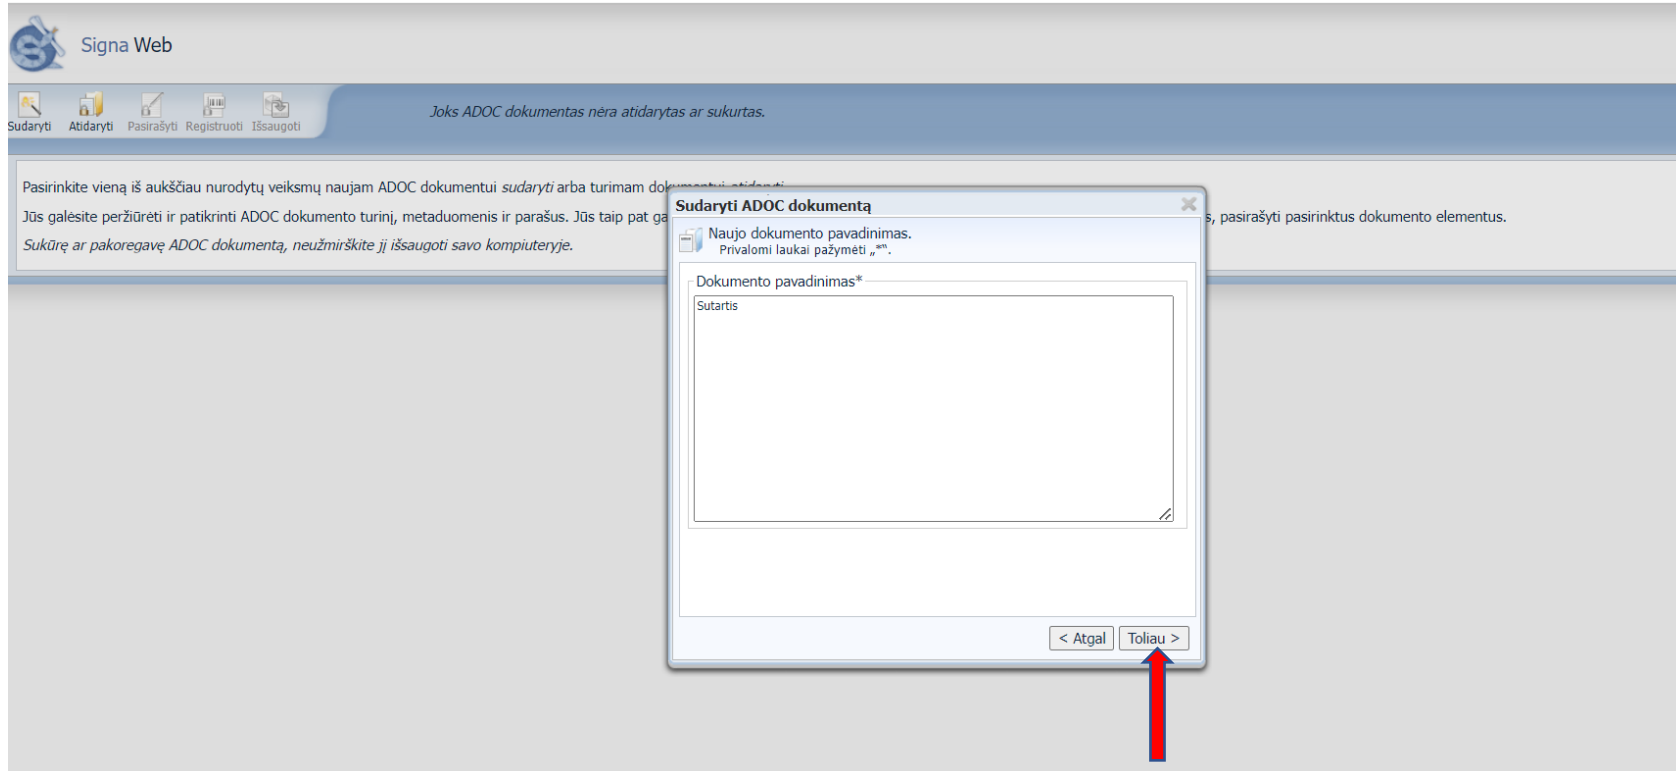 Signa Web
Sudaryti Atidaryti Pasirašyti Registruoti Išsaugoti
Joks ADOC dokumentas nėra atidarytas ar sukurtas.
Pasirinkite vieną iš aukščiau nurodytų veiksmų naujam ADOC dokumentui sudaryti arba turimam dokumentui atidaryti.
Jūs galėsite peržiūrėti ir patikrinti ADOC dokumento turinį, metaduomenis ir parašus. Jūs taip pat ga
s, pasirašyti pasirinktus dokumento elementus.
Sukūrę ar pakoregavę ADOC dokumentą, neužmirškite jį išsaugoti savo kompiuteryje.
Sudaryti ADOC dokumentą
Naujo dokumento pavadinimas.
Privalomi laukai pažymėti „*“.
Dokumento pavadinimas*
Sutartis
< Atgal
Toliau >